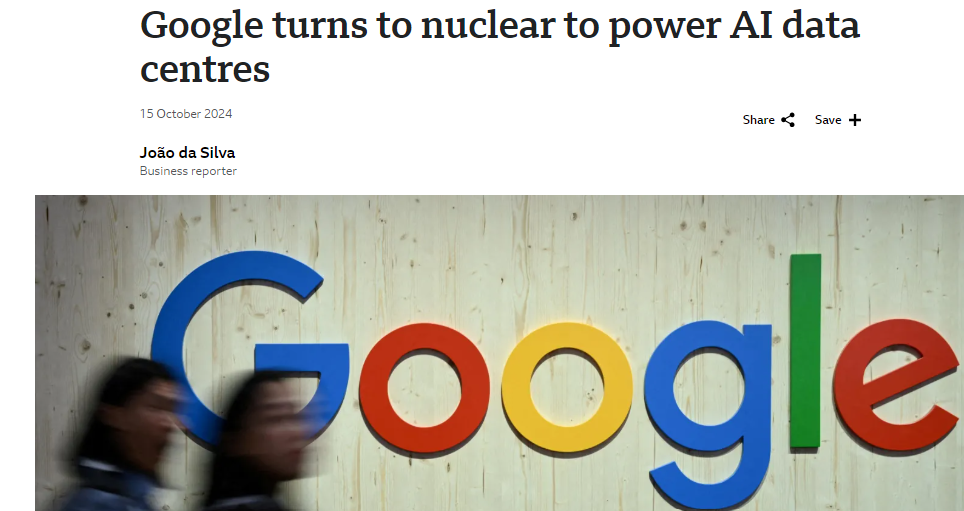 Google turns to nuclear to power AI data
centres
15 October 2024
Share
Save
João da Silva
Business reporter
Google